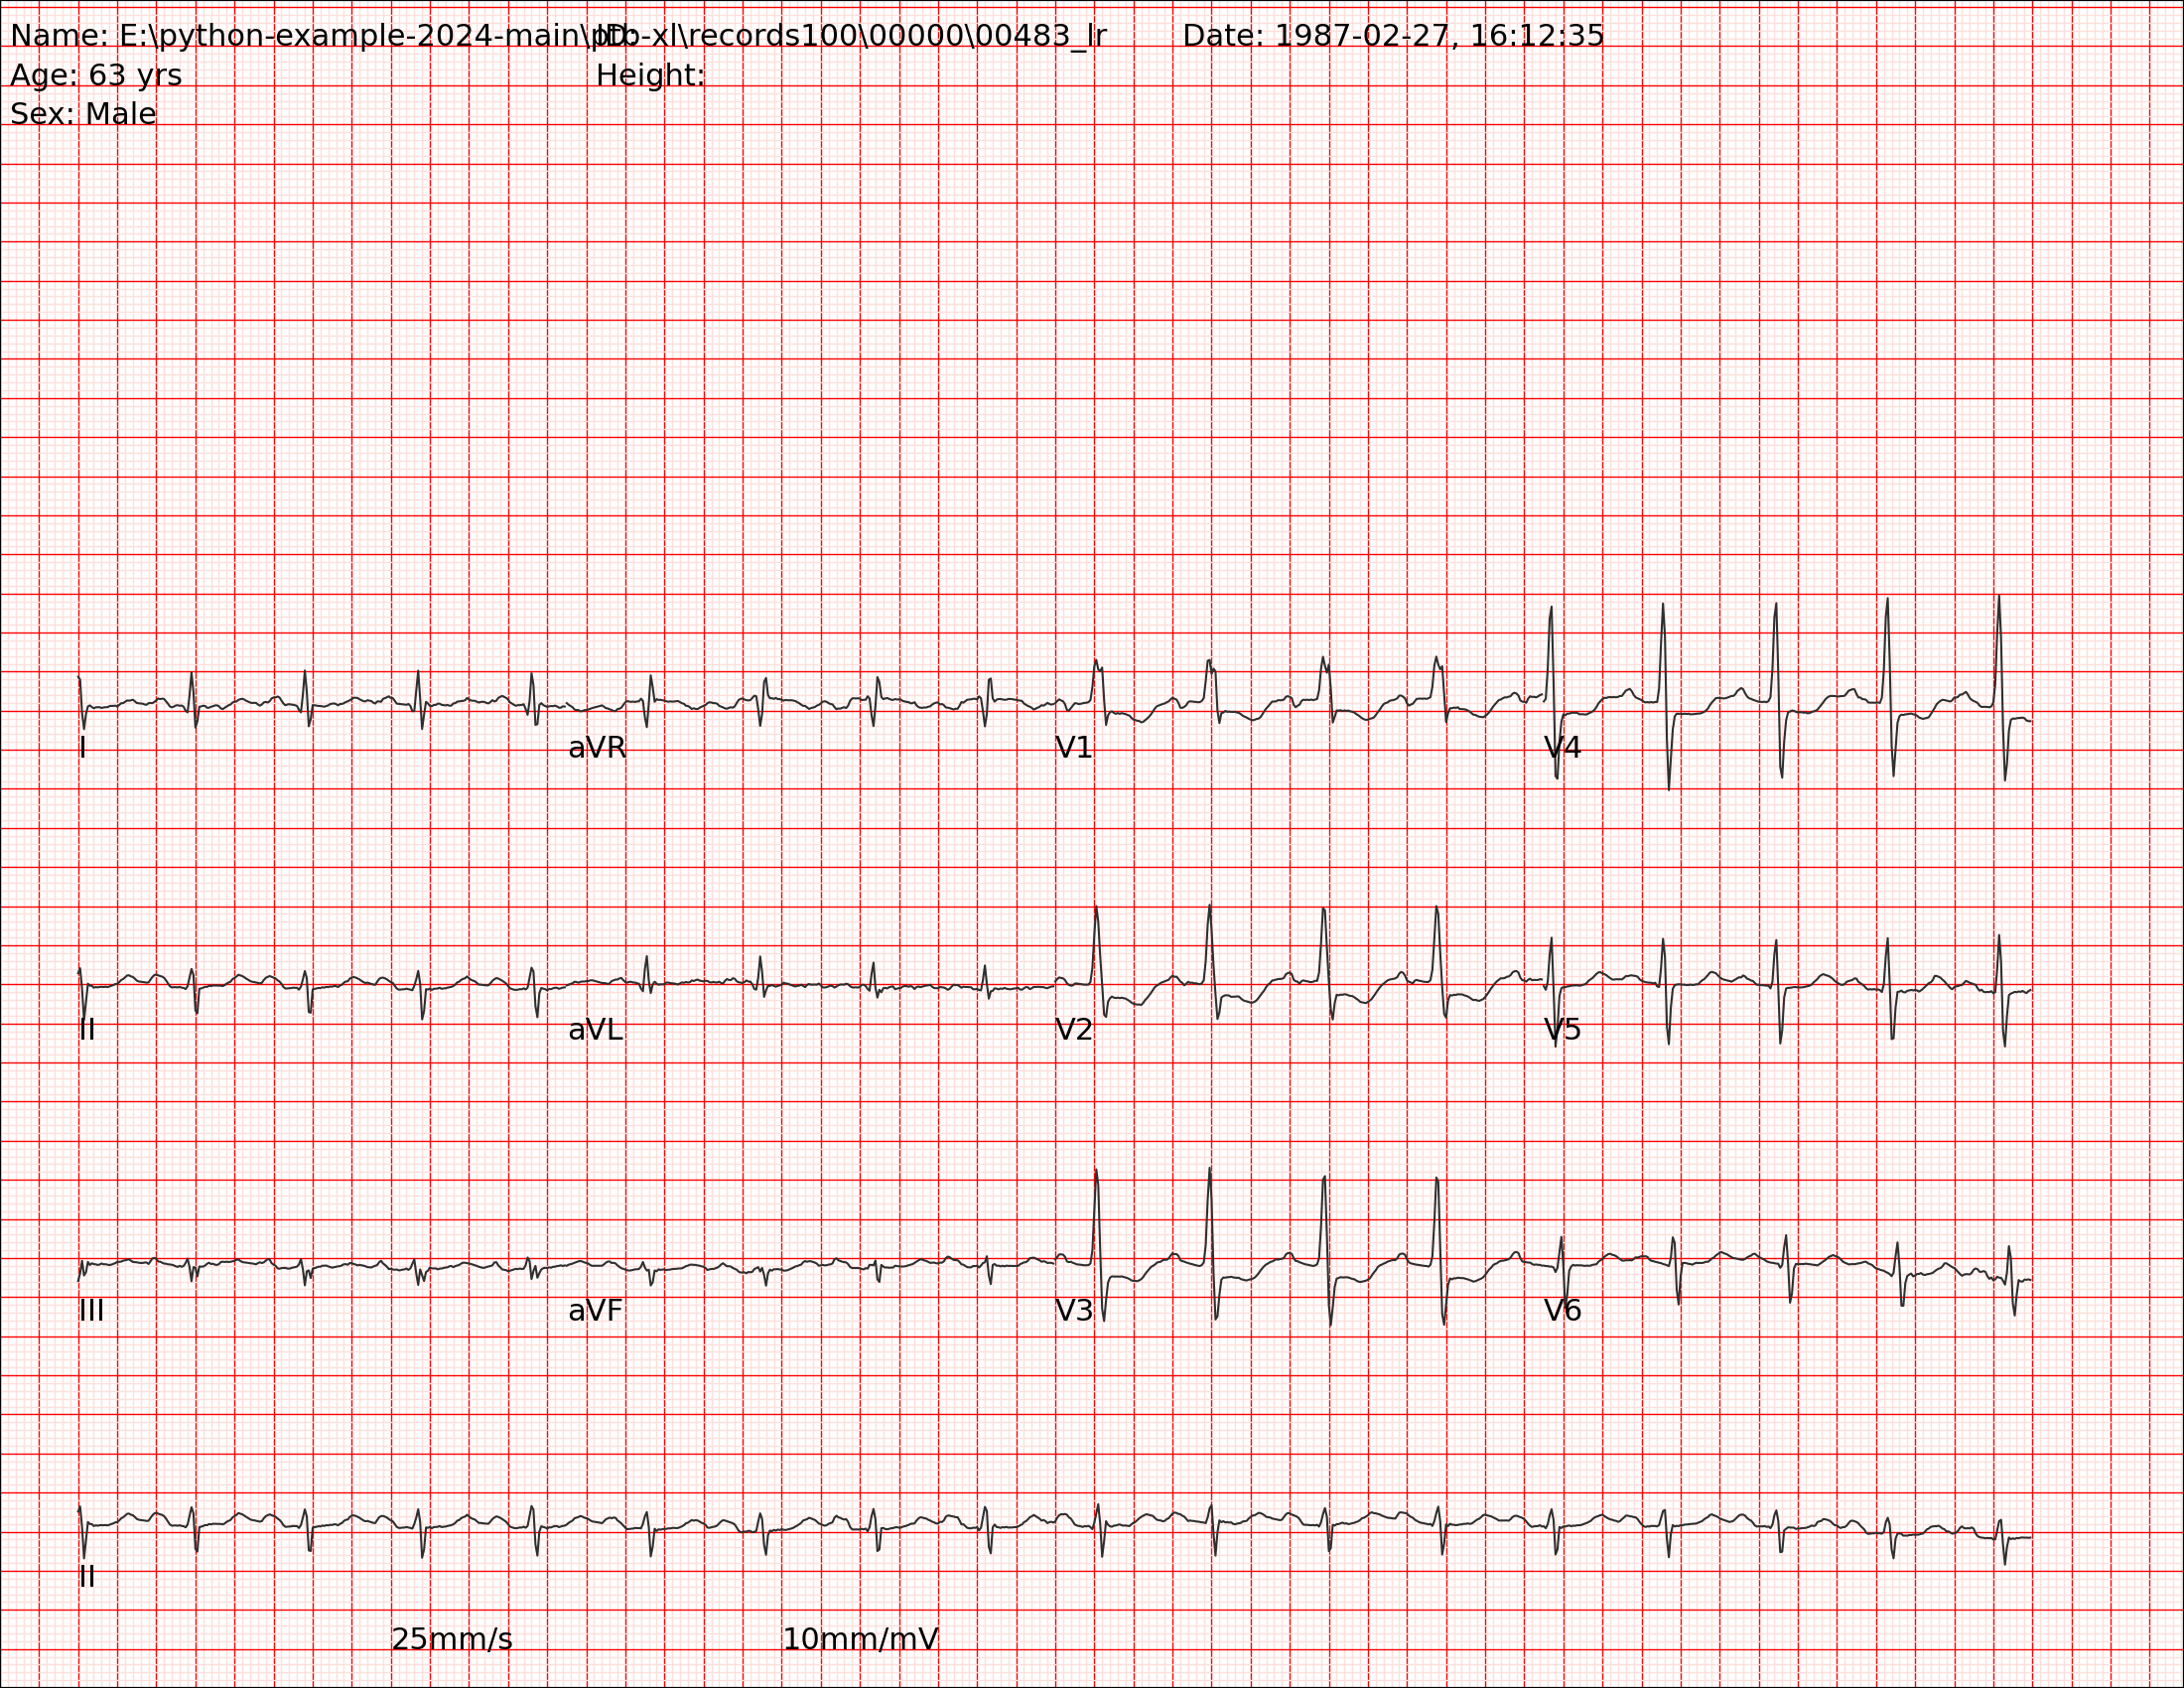 Name: E:\python-example-2024-main\ptb-xl\records100\00000\00483_lr ID: Date: 1987-02-27, 16:12:35
Age: 63 yrs Height:
Sex: Male
I aVR V1 V4
II aVL V2 V5
III aVF V3 V6
II
25mm/s 10mm/mV